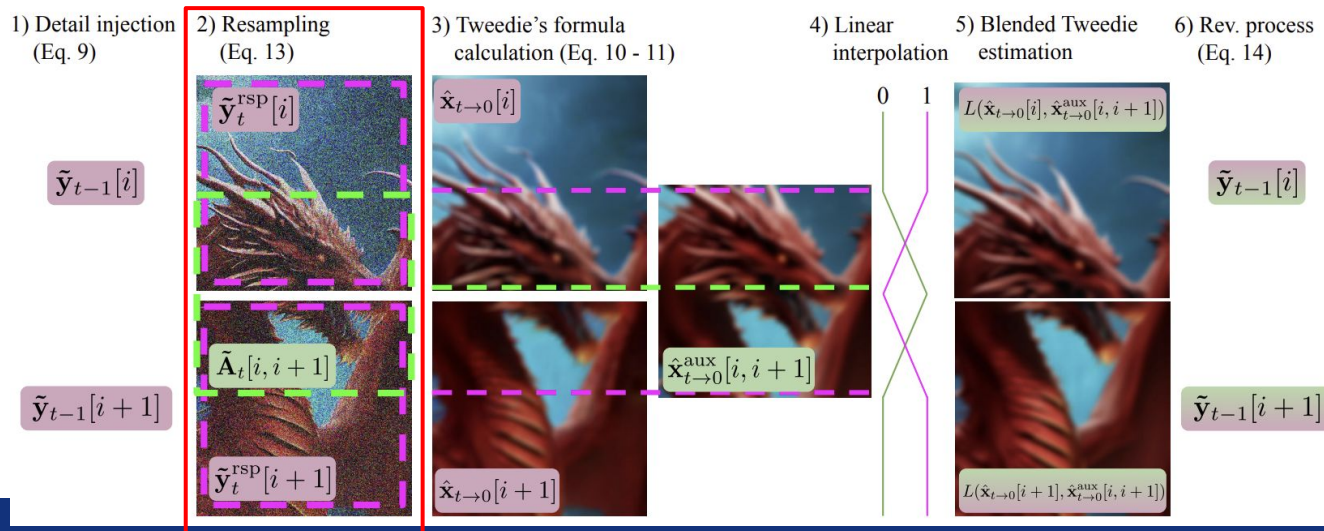 1) Detail injection
(Eq. 9)
2) Resampling
(Eq. 13)
3) Tweedie's formula
calculation (Eq. 10 - 11)
4) Linear
interpolation
5) Blended Tweedie
estimation
6) Rev. process
(Eq. 14)
ỹ_{t−1}[i]
ỹ_{t−1}[i + 1]
ỹ_t^{rsp}[i]
Ã_t[i, i + 1]
ỹ_t^{rsp}[i + 1]
x̂_{t→0}[i]
x̂_{t→0}^{aux}[i, i + 1]
x̂_{t→0}[i + 1]
0 1
L(x̂_{t→0}[i], x̂_{t→0}^{aux}[i, i + 1])
L(x̂_{t→0}[i + 1], x̂_{t→0}^{aux}[i, i + 1])
ỹ_{t−1}[i]
ỹ_{t−1}[i + 1]